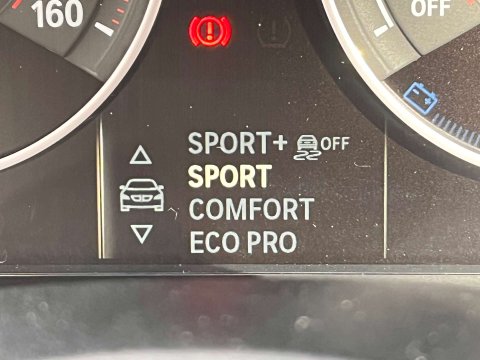 160
OFF
SPORT+ OFF
SPORT
COMFORT
ECO PRO